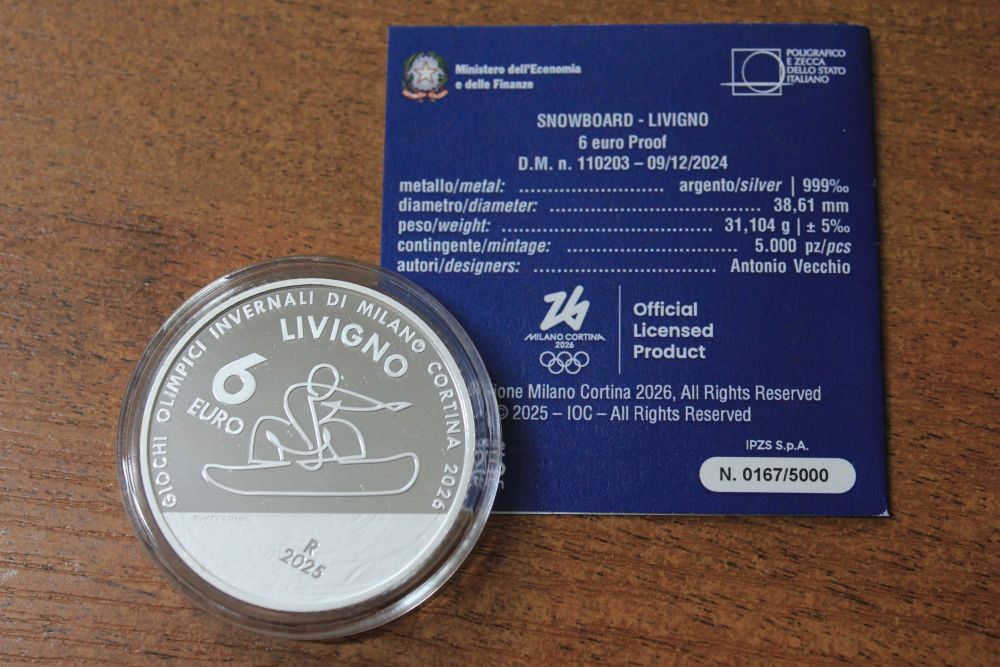 Ministero dell'Economia
e delle Finanze
POLIGRAFICO
E ZECCA
DELLO STATO
ITALIANO
SNOWBOARD - LIVIGNO
6 euro Proof
D.M. n. 110203 – 09/12/2024
metallo/metal: ........................ argento/silver | 999‰
diametro/diameter: ................................... 38,61 mm
peso/weight: ...................................... 31,104 g | ± 5‰
contingente/mintage: ........................ 5.000 pz/pcs
autori/designers: ............................... Antonio Vecchio
MILANO CORTINA
2026
Official
Licensed
Product
Milano Cortina 2026, All Rights Reserved
© 2025 – IOC – All Rights Reserved
IPZS S.p.A.
N. 0167/5000
GIOCHI OLIMPICI INVERNALI DI MILANO CORTINA 2026
LIVIGNO
6
EURO
R
2025